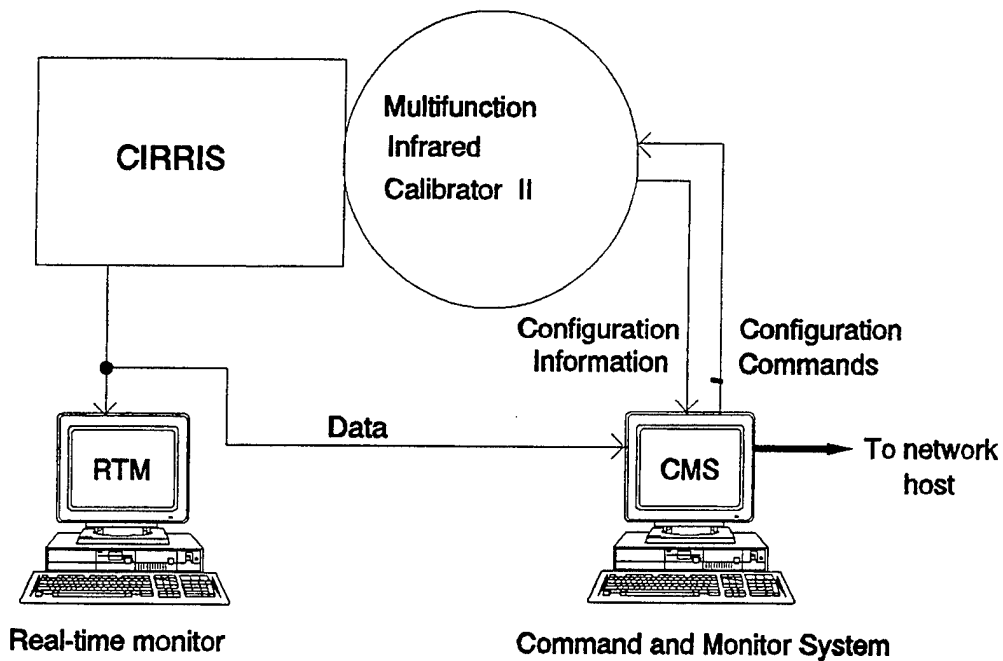 CIRRIS
Multifunction
Infrared
Calibrator II
Configuration
Information
Configuration
Commands
Data
RTM
CMS
To network
host
Real-time monitor
Command and Monitor System